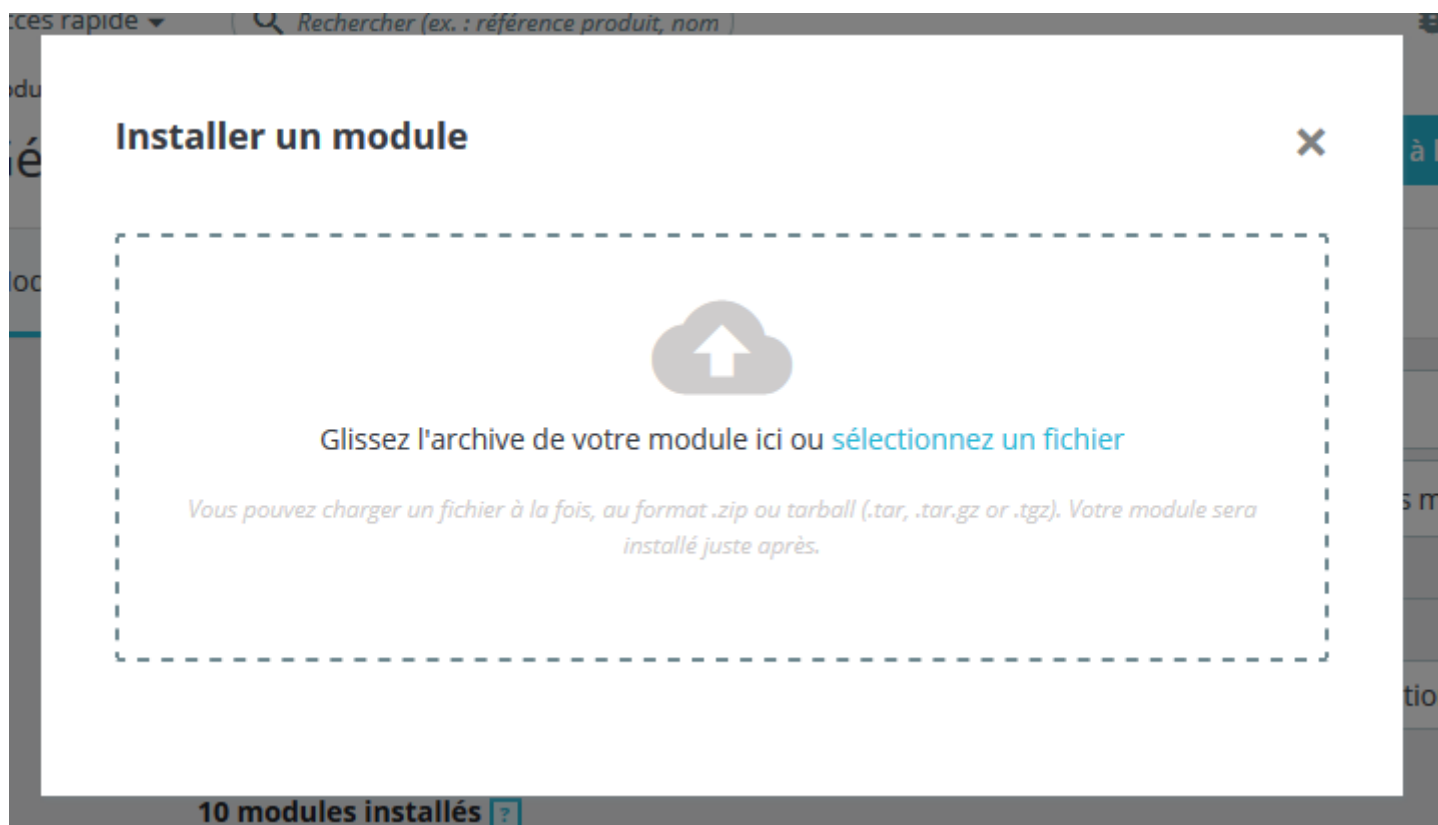 rapide
Rechercher (ex. : référence produit, nom
Installer un module
à
Glissez l'archive de votre module ici ou sélectionnez un fichier
Vous pouvez charger un fichier à la fois, au format .zip ou tarball (.tar, .tar.gz or .tgz). Votre module sera
installé juste après.
10 modules installés ?